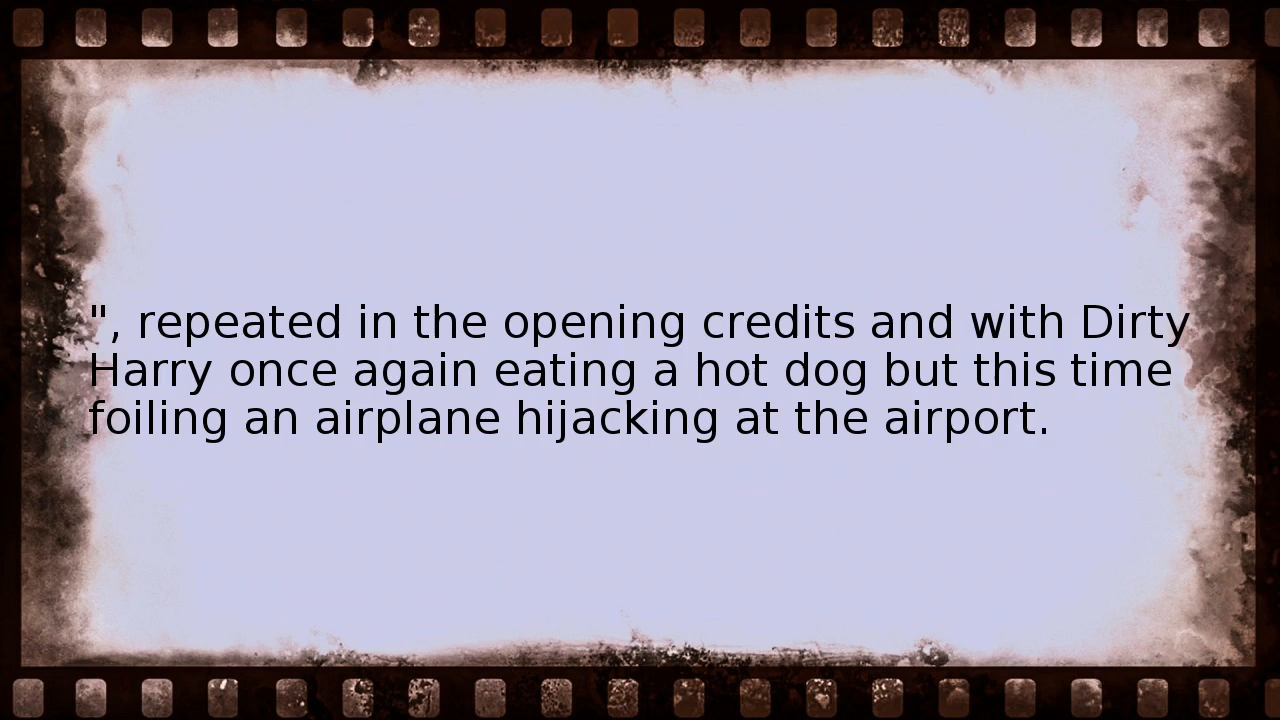 ", repeated in the opening credits and with Dirty
Harry once again eating a hot dog but this time
foiling an airplane hijacking at the airport.